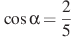 cos α = 2/5